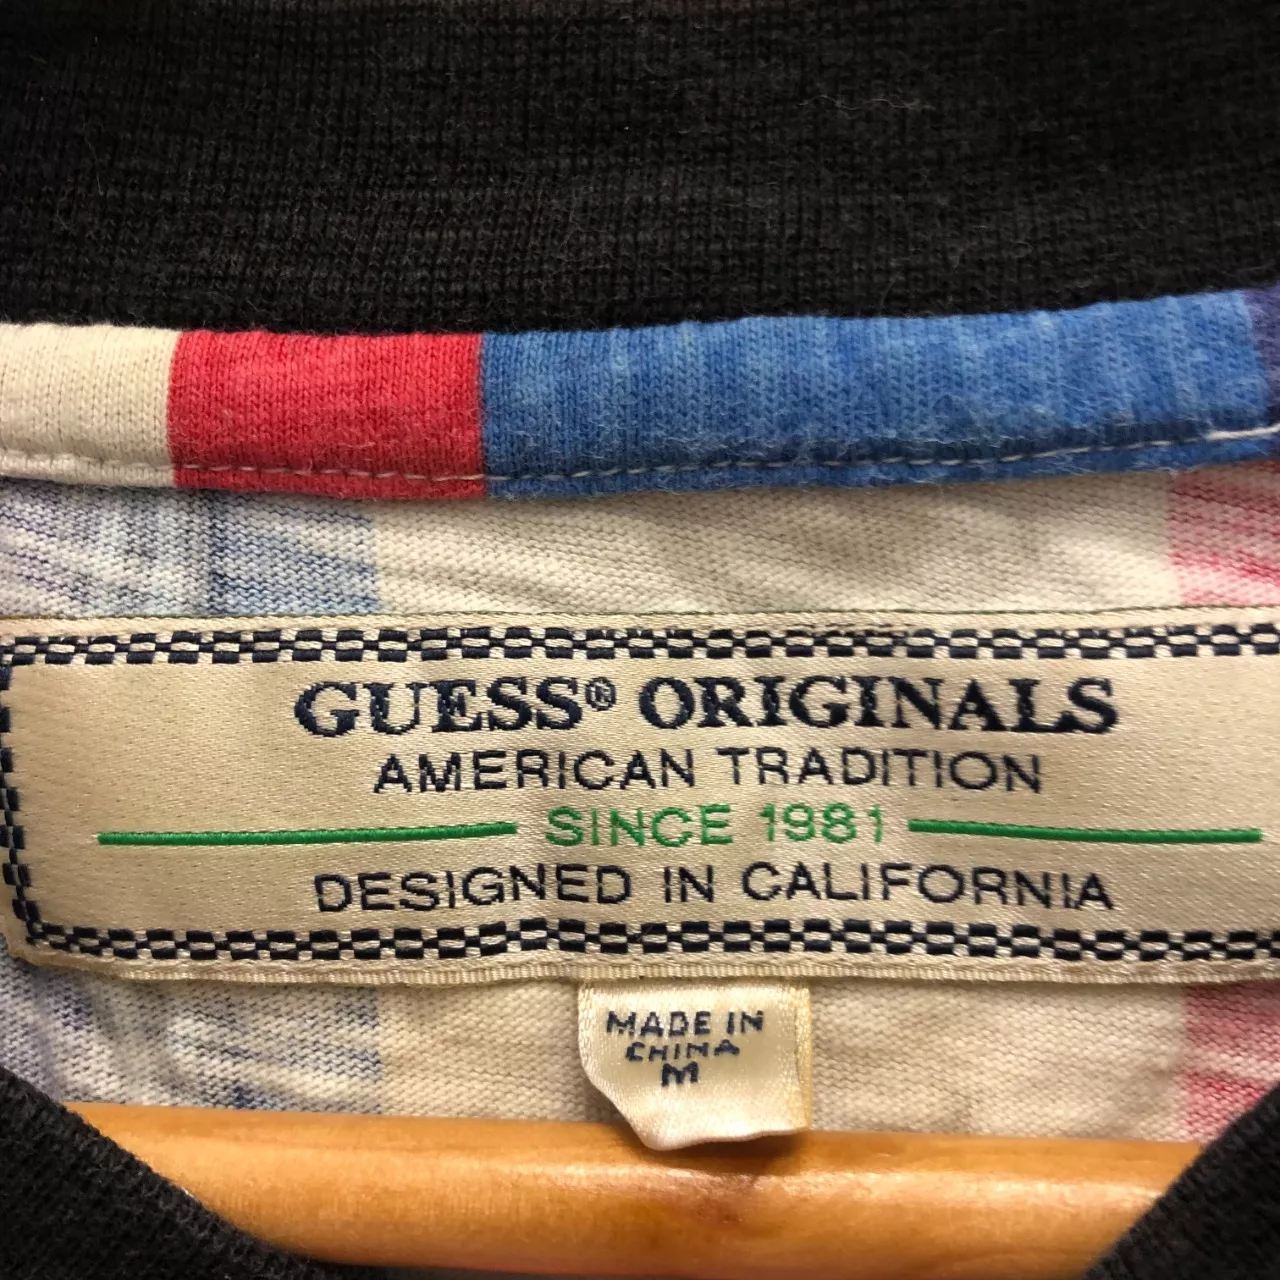 GUESS® ORIGINALS
AMERICAN TRADITION
SINCE 1981
DESIGNED IN CALIFORNIA
MADE IN
CHINA
M